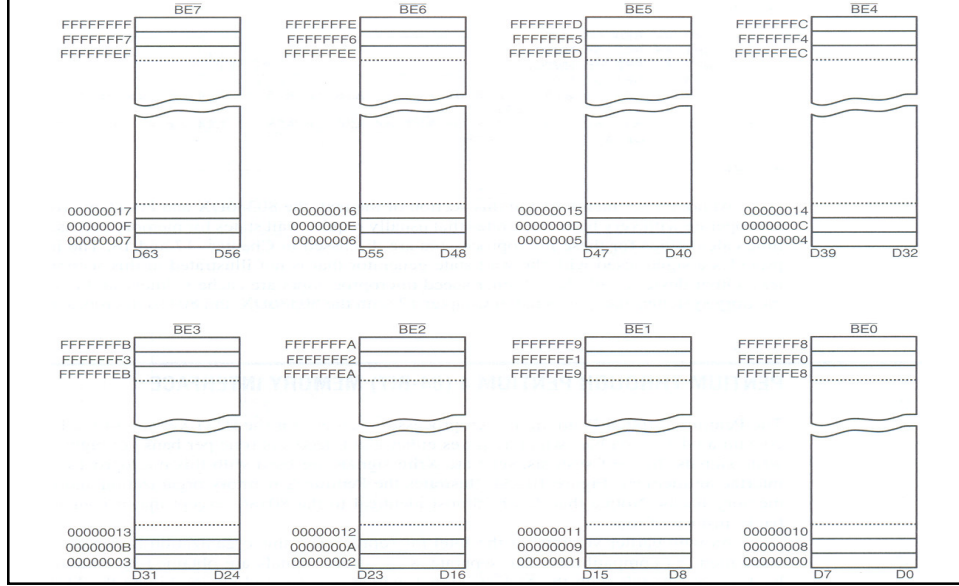 BE7 BE6 BE5 BE4
FFFFFFFF FFFFFFFE FFFFFFFD FFFFFFFC
FFFFFFF7 FFFFFFF6 FFFFFFF5 FFFFFFF4
FFFFFFEF FFFFFFEE FFFFFFED FFFFFFEC
00000017 00000016 00000015 00000014
0000000F 0000000E 0000000D 0000000C
00000007 00000006 00000005 00000004
D63 D56 D55 D48 D47 D40 D39 D32
BE3 BE2 BE1 BE0
FFFFFFFB FFFFFFFA FFFFFFF9 FFFFFFF8
FFFFFFF3 FFFFFFF2 FFFFFFF1 FFFFFFF0
FFFFFFEB FFFFFFEA FFFFFFE9 FFFFFFE8
00000013 00000012 00000011 00000010
0000000B 0000000A 00000009 00000008
00000003 00000002 00000001 00000000
D31 D24 D23 D16 D15 D8 D7 D0